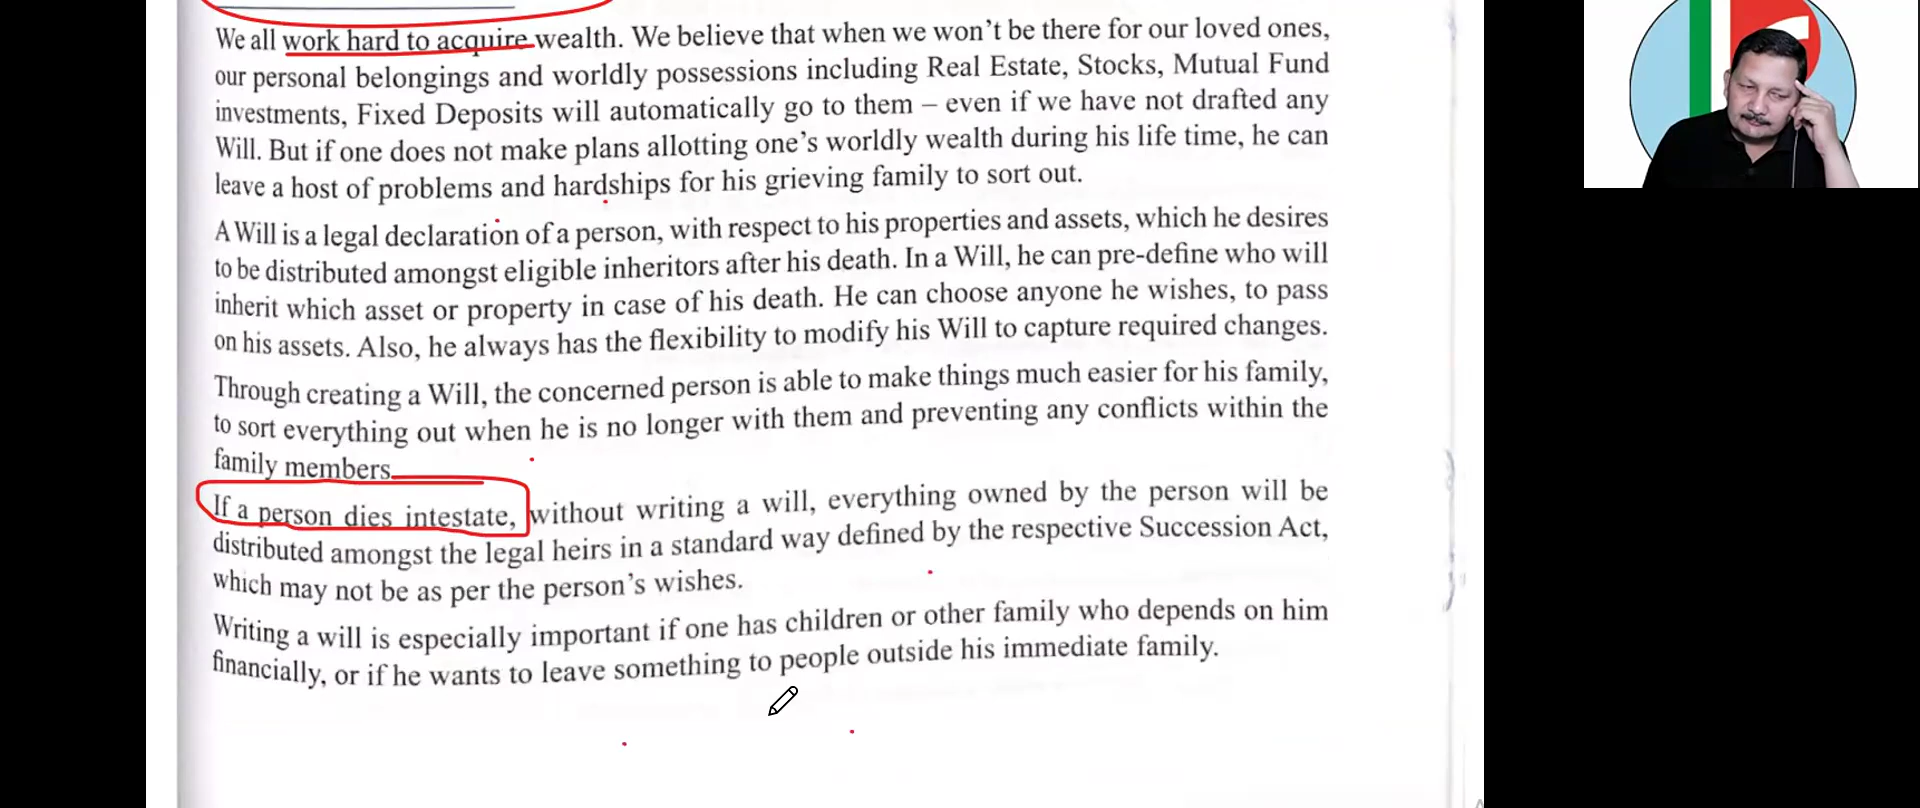 We all work hard to acquire wealth. We believe that when we won’t be there for our loved ones,
our personal belongings and worldly possessions including Real Estate, Stocks, Mutual Fund
investments, Fixed Deposits will automatically go to them – even if we have not drafted any
Will. But if one does not make plans allotting one’s worldly wealth during his life time, he can
leave a host of problems and hardships for his grieving family to sort out.
A Will is a legal declaration of a person, with respect to his properties and assets, which he desires
to be distributed amongst eligible inheritors after his death. In a Will, he can pre-define who will
inherit which asset or property in case of his death. He can choose anyone he wishes, to pass
on his assets. Also, he always has the flexibility to modify his Will to capture required changes.
Through creating a Will, the concerned person is able to make things much easier for his family,
to sort everything out when he is no longer with them and preventing any conflicts within the
family members.
If a person dies intestate, without writing a will, everything owned by the person will be
distributed amongst the legal heirs in a standard way defined by the respective Succession Act,
which may not be as per the person’s wishes.
Writing a will is especially important if one has children or other family who depends on him
financially, or if he wants to leave something to people outside his immediate family.